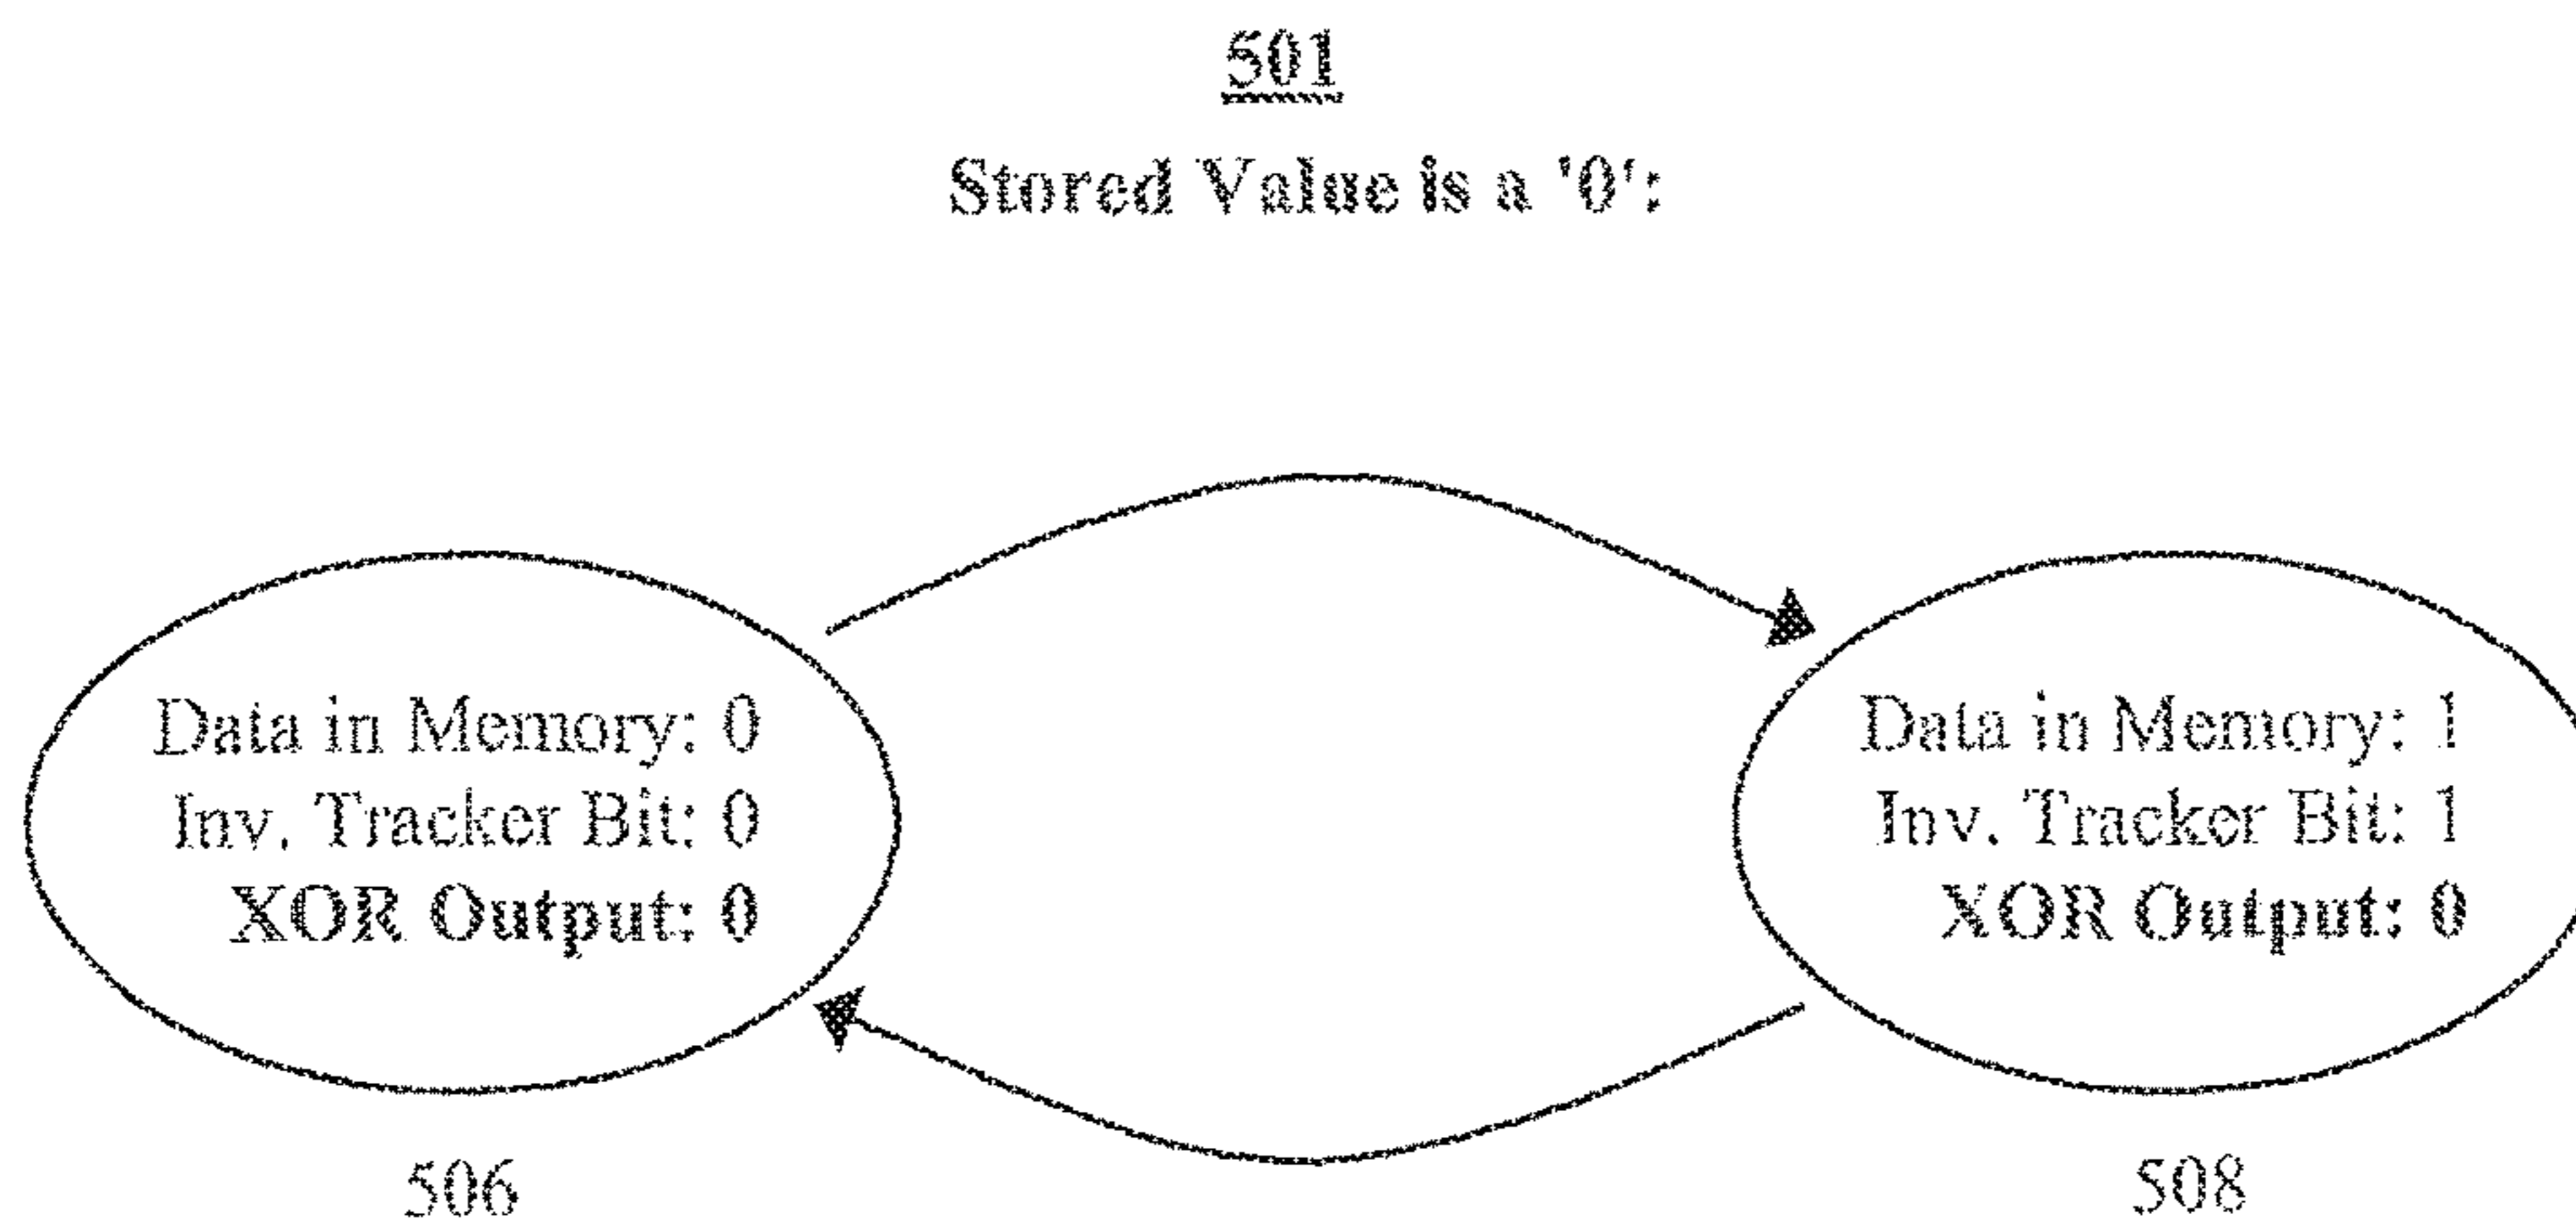 501
Stored Value is a '0':
Data in Memory: 0
Inv. Tracker Bit: 0
XOR Output: 0
506
Data in Memory: 1
Inv. Tracker Bit: 1
XOR Output: 0
508